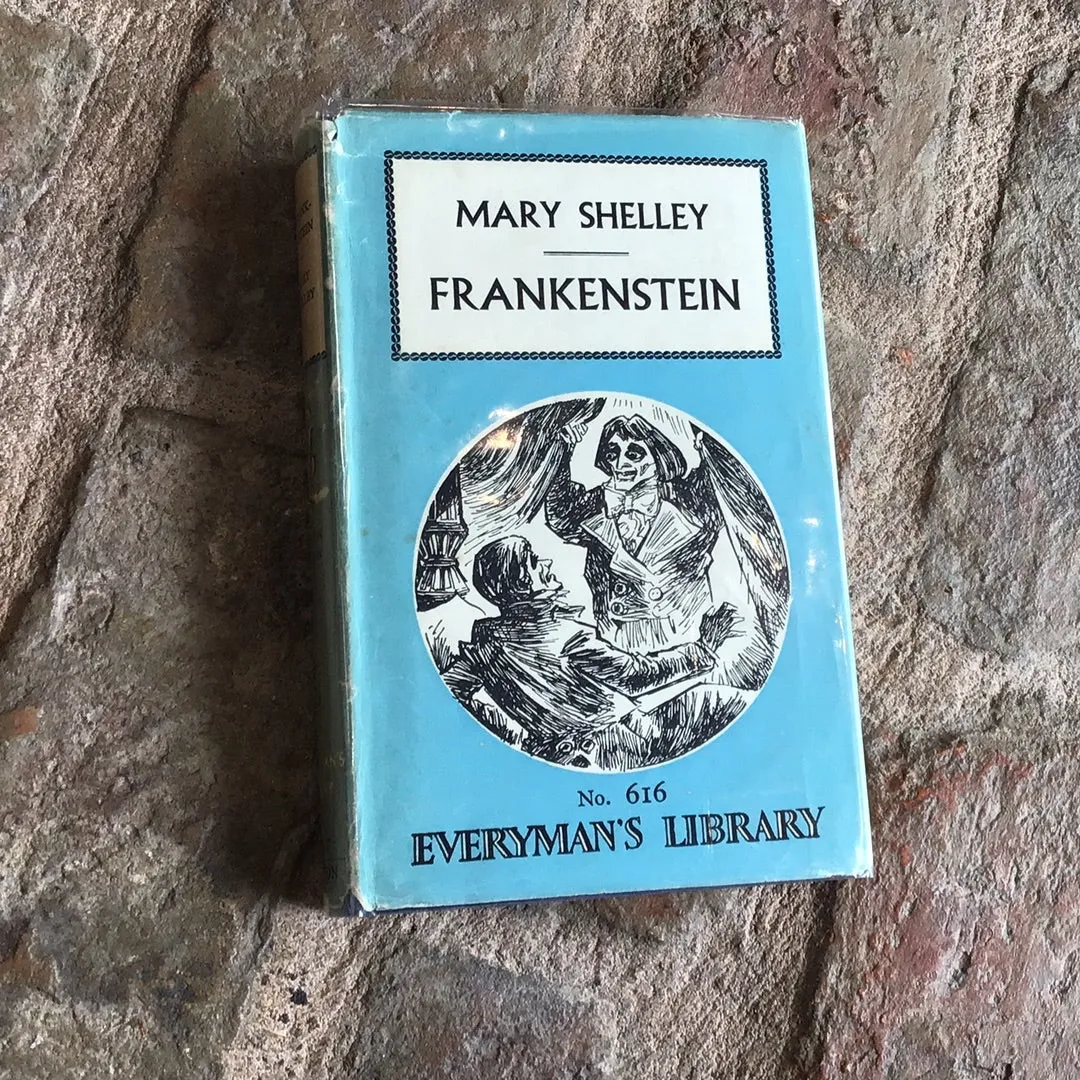 MARY SHELLEY
FRANKENSTEIN
No. 616
EVERYMAN'S LIBRARY